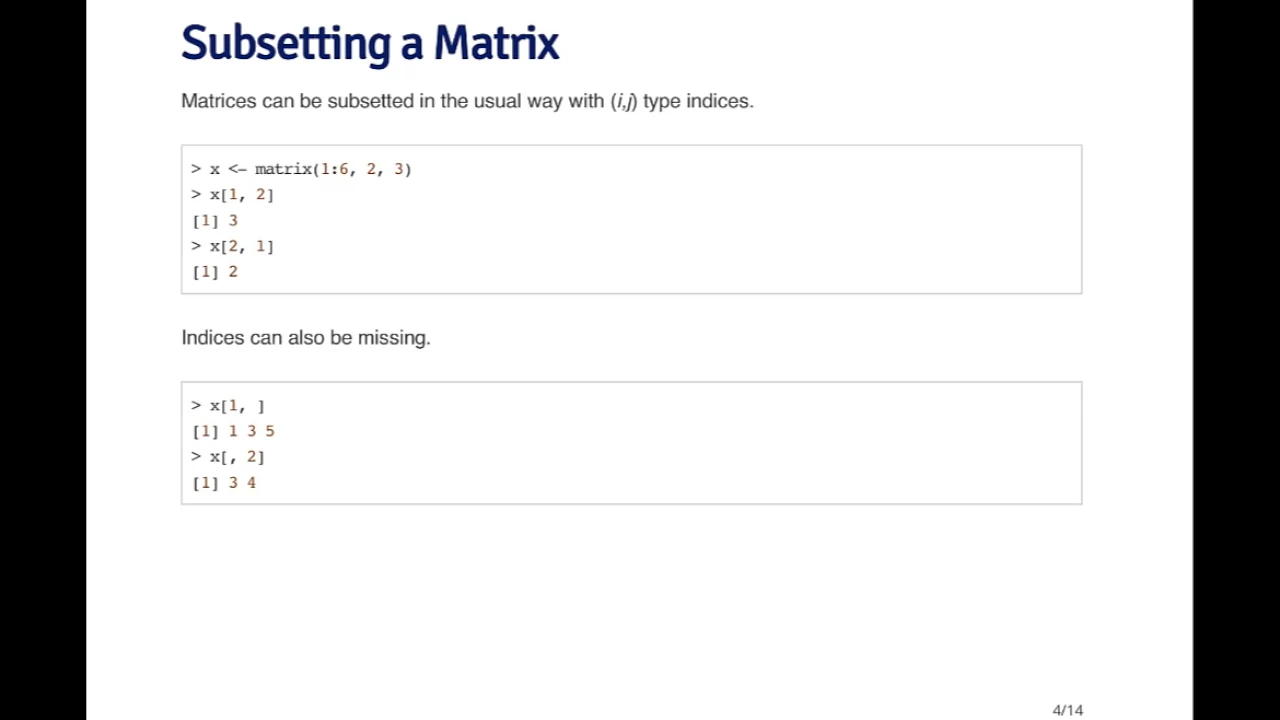 Subsetting a Matrix
Matrices can be subsetted in the usual way with (i,j) type indices.
> x <- matrix(1:6, 2, 3)
> x[1, 2]
[1] 3
> x[2, 1]
[1] 2
Indices can also be missing.
> x[1, ]
[1] 1 3 5
> x[, 2]
[1] 3 4
4/14